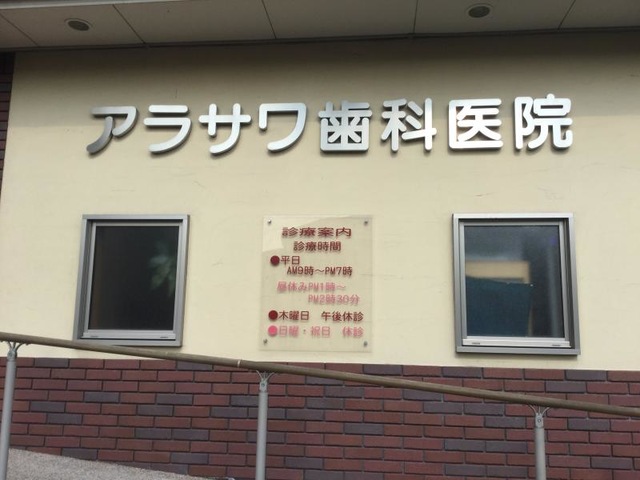 アラサワ歯科医院
診療案内
診療時間
●平日
AM9時～PM7時
昼休みPM1時～
PM2時30分
●木曜日 午後休診
●日曜・祝日 休診